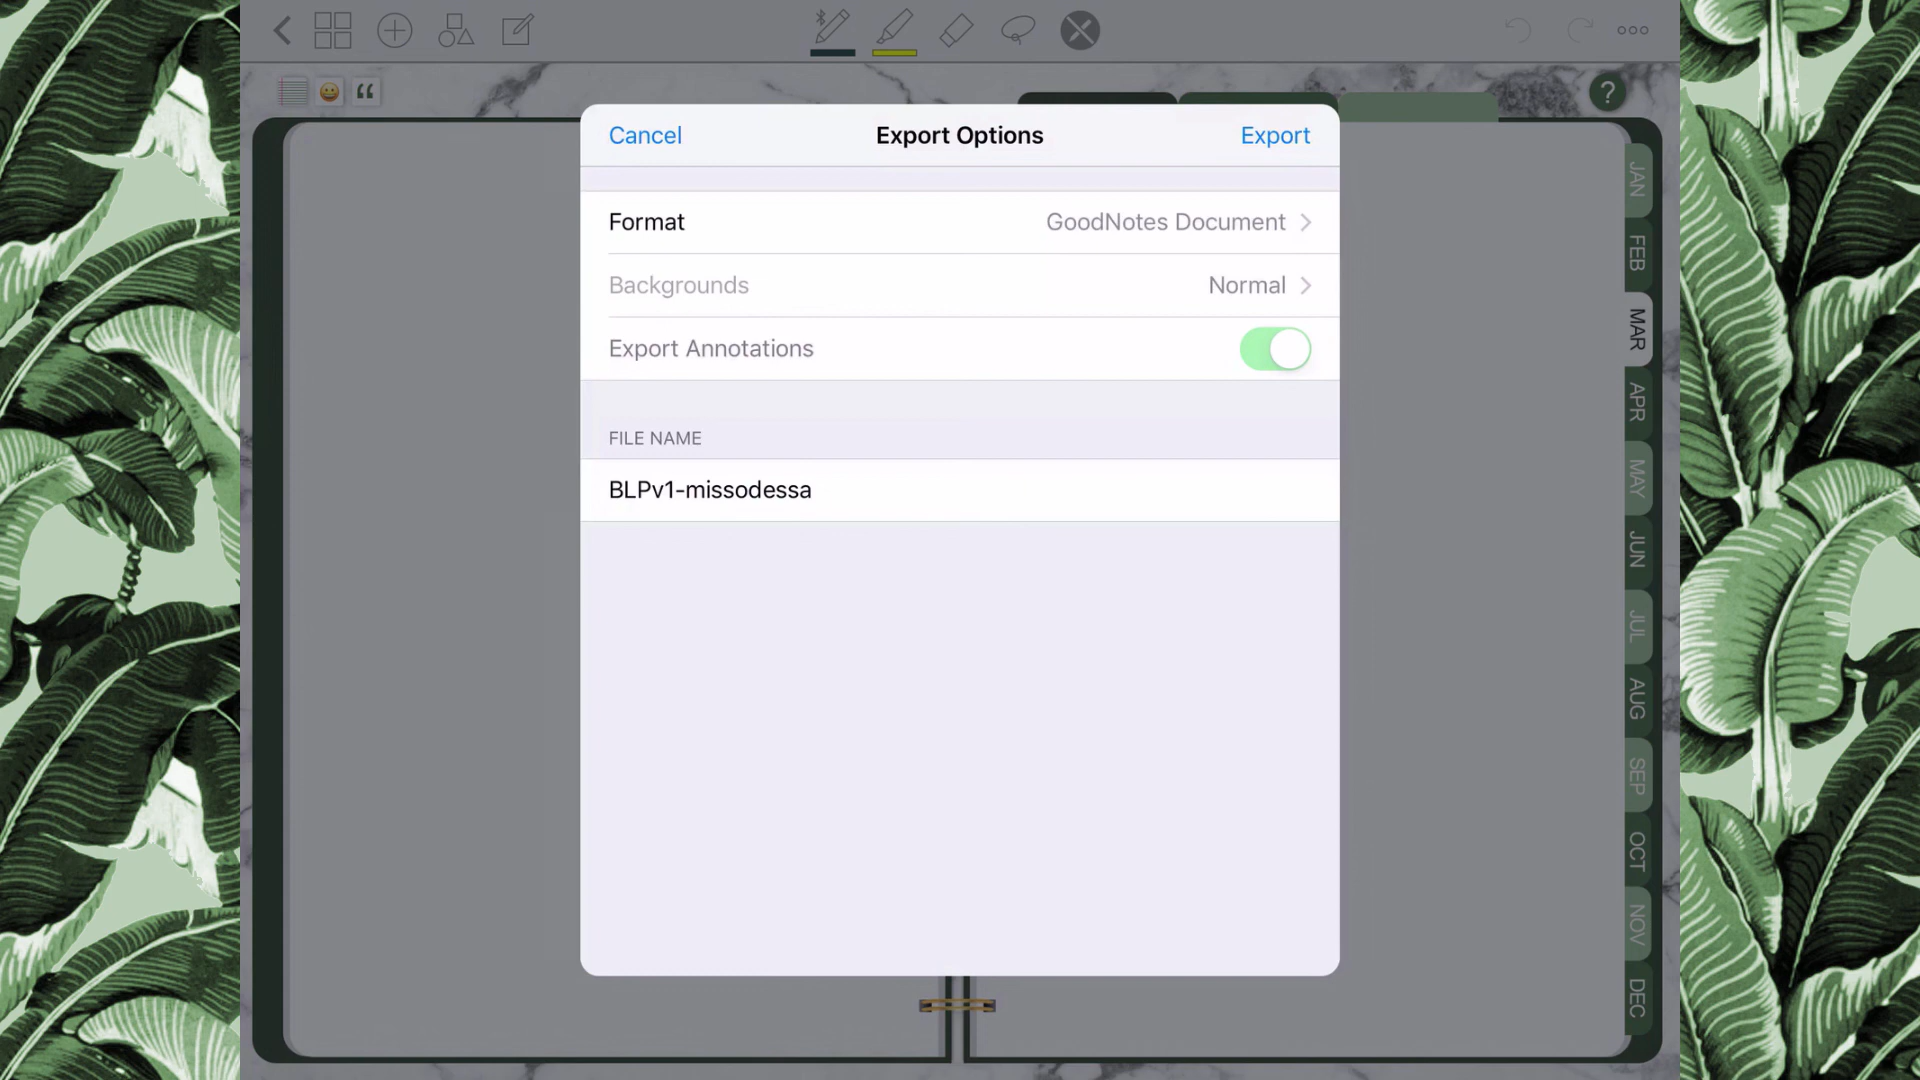 Cancel
Export Options
Export
Format
GoodNotes Document
Backgrounds
Normal
Export Annotations
FILE NAME
BLPv1-missodessa
?
JAN
FEB
MAR
APR
MAY
JUN
JUL
AUG
SEP
OCT
NOV
DEC